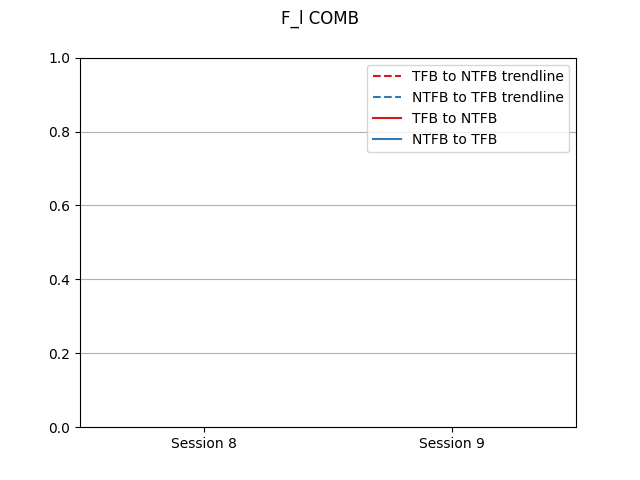 F_l COMB
1.0
TFB to NTFB trendline
NTFB to TFB trendline
TFB to NTFB
NTFB to TFB
0.8
0.6
0.4
0.2
0.0
Session 8
Session 9